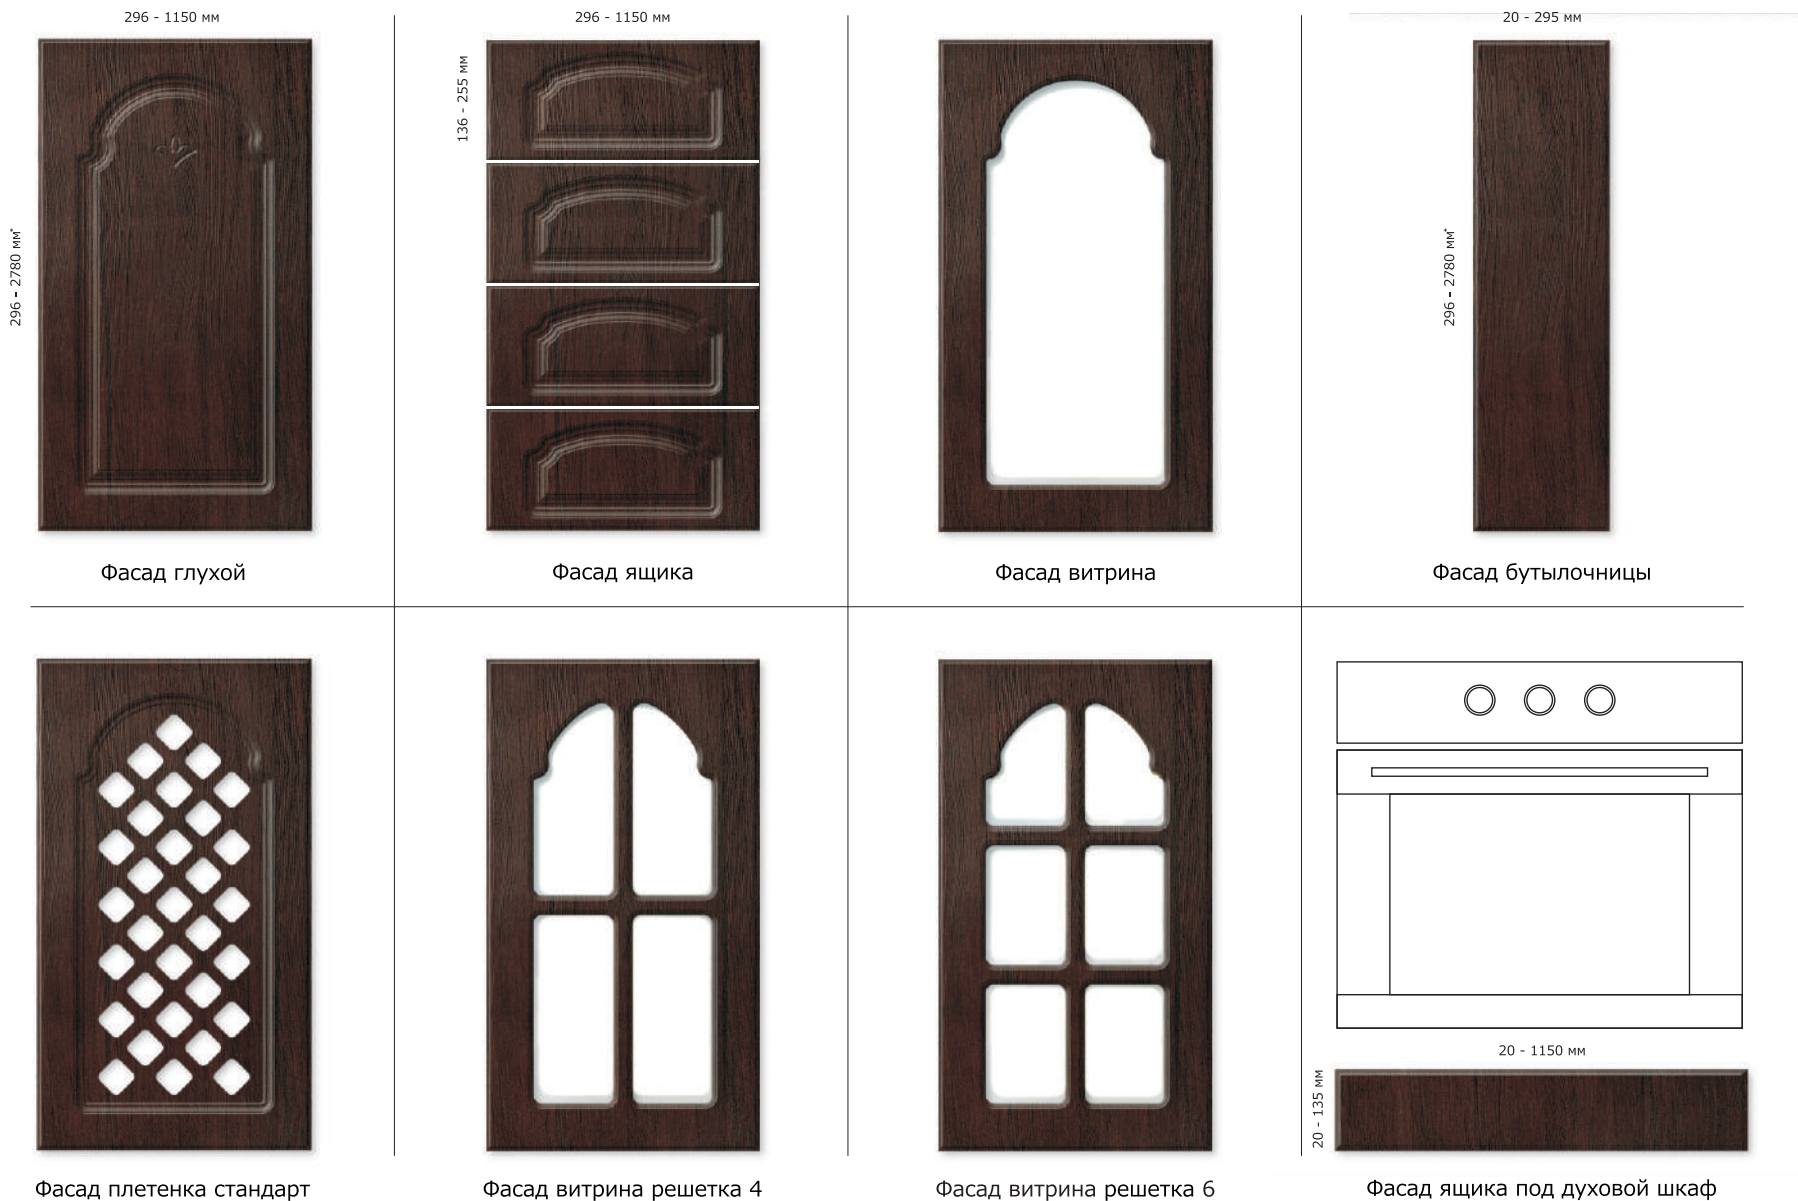 296 - 1150 мм
296 - 1150 мм
20 - 295 мм
136 - 2555 мм
296 - 2780 мм*
296 - 2780 мм*
Фасад глухой
Фасад ящика
Фасад витрина
Фасад бутылочницы
20 - 1150 мм
20 - 135 мм
Фасад плетенка стандарт
Фасад витрина решетка 4
Фасад витрина решетка 6
Фасад ящика под духовой шкаф